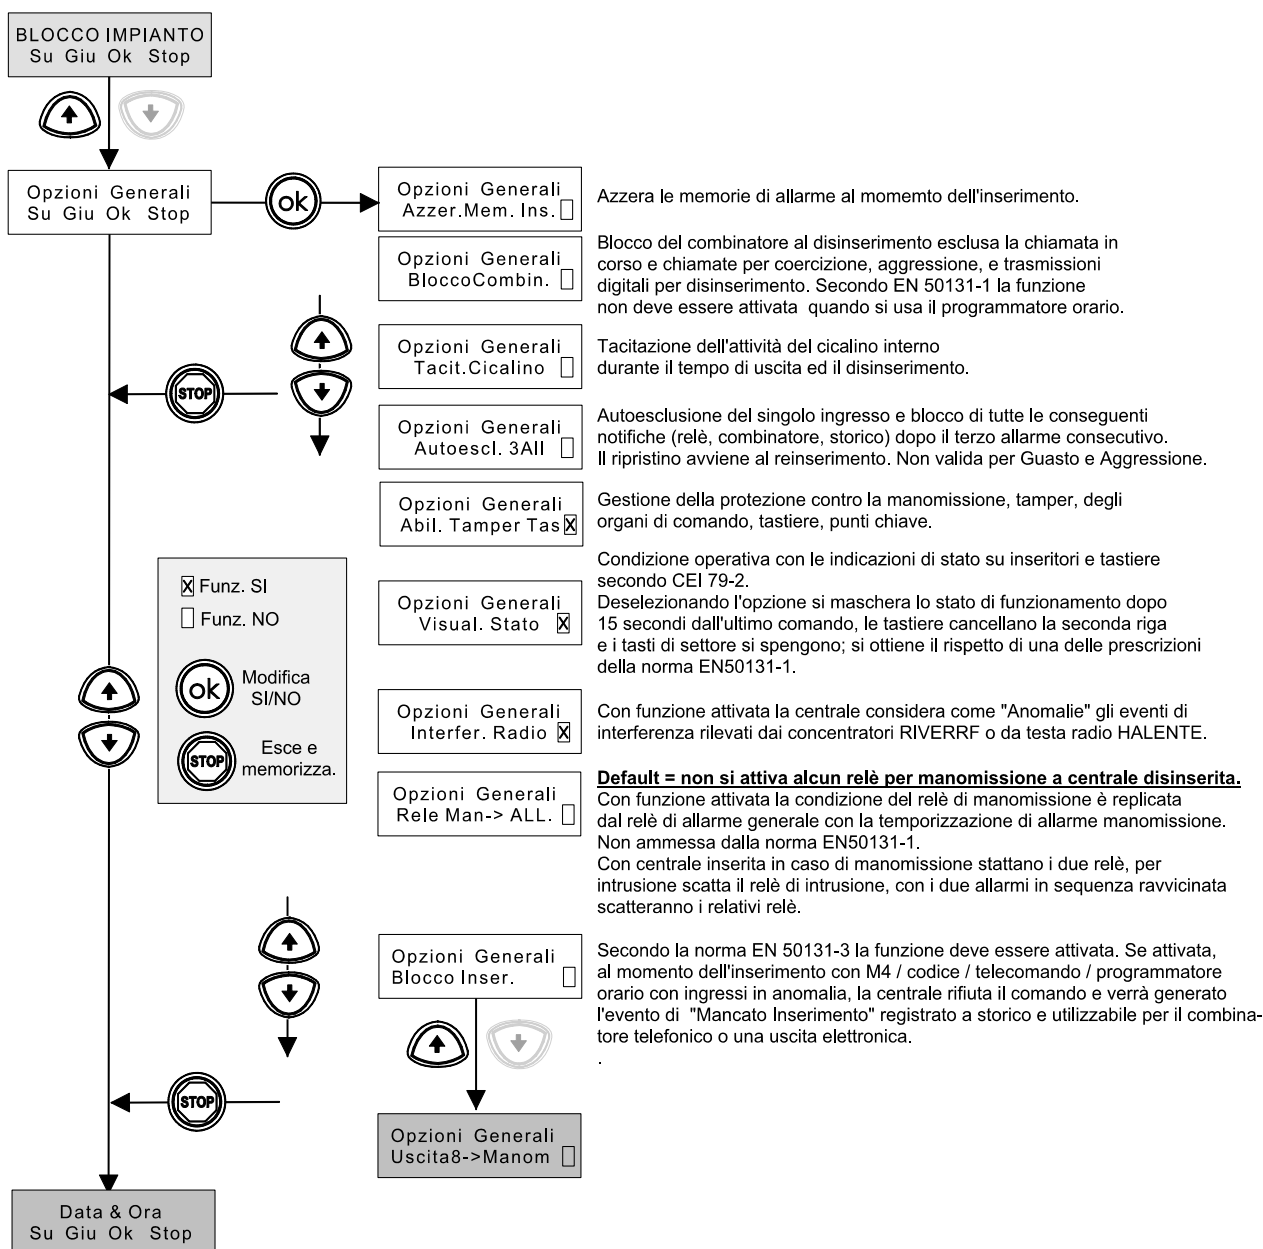 BLOCCO IMPIANTO
Su Giu Ok Stop
Opzioni Generali
Su Giu Ok Stop
ok
Opzioni Generali
Azzer.Mem. Ins.
Azzera le memorie di allarme al momemto dell'inserimento.
Opzioni Generali
BloccoCombin.
Blocco del combinatore al disinserimento esclusa la chiamata in
corso e chiamate per coercizione, aggressione, e trasmissioni
digitali per disinserimento. Secondo EN 50131-1 la funzione
non deve essere attivata quando si usa il programmatore orario.
STOP
Opzioni Generali
Tacit.Cicalino
Tacitazione dell'attività del cicalino interno
durante il tempo di uscita ed il disinserimento.
Opzioni Generali
Autoescl. 3All
Autoesclusione del singolo ingresso e blocco di tutte le conseguenti
notifiche (relè, combinatore, storico) dopo il terzo allarme consecutivo.
Il ripristino avviene al reinserimento. Non valida per Guasto e Aggressione.
Opzioni Generali
Abil. Tamper Tas X
Gestione della protezione contro la manomissione, tamper, degli
organi di comando, tastiere, punti chiave.
X Funz. SI
Funz. NO
ok
Modifica
SI/NO
STOP
Esce e
memorizza.
Opzioni Generali
Visual. Stato X
Condizione operativa con le indicazioni di stato su inseritori e tastiere
secondo CEI 79-2.
Deselezionando l'opzione si maschera lo stato di funzionamento dopo
15 secondi dall'ultimo comando, le tastiere cancellano la seconda riga
e i tasti di settore si spengono; si ottiene il rispetto di una delle prescrizioni
della norma EN50131-1.
Opzioni Generali
Interfer. Radio X
Con funzione attivata la centrale considera come "Anomalie" gli eventi di
interferenza rilevati dai concentratori RIVERRF o da testa radio HALENTE.
Opzioni Generali
Rele Man-> ALL.
Default = non si attiva alcun relè per manomissione a centrale disinserita.
Con funzione attivata la condizione del relè di manomissione è replicata
dal relè di allarme generale con la temporizzazione di allarme manomissione.
Non ammessa dalla norma EN50131-1.
Con centrale inserita in caso di manomissione stattano i due relè, per
intrusione scatta il relè di intrusione, con i due allarmi in sequenza ravvicinata
scatteranno i relativi relè.
Opzioni Generali
Blocco Inser.
Secondo la norma EN 50131-3 la funzione deve essere attivata. Se attivata,
al momento dell'inserimento con M4 / codice / telecomando / programmatore
orario con ingressi in anomalia, la centrale rifiuta il comando e verrà generato
l'evento di "Mancato Inserimento" registrato a storico e utilizzabile per il combina-
tore telefonico o una uscita elettronica.
.
STOP
Opzioni Generali
Uscita8->Manom
Data & Ora
Su Giu Ok Stop